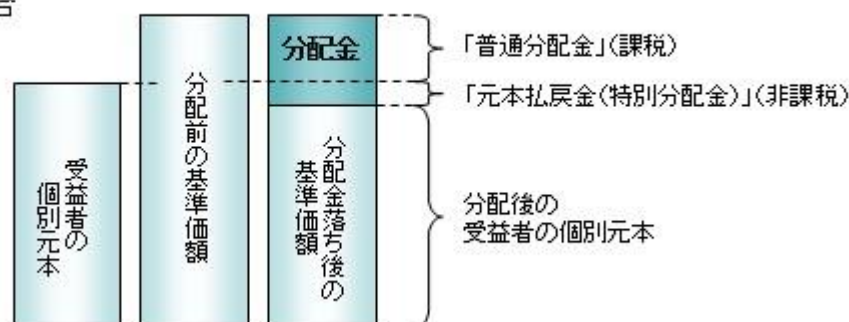 分配金
「普通分配金」(課税)
「元本払戻金(特別分配金)」(非課税)
受益者の
個別元本
分配前の基準価額
分配金落ち後の
基準価額
分配後の
受益者の個別元本